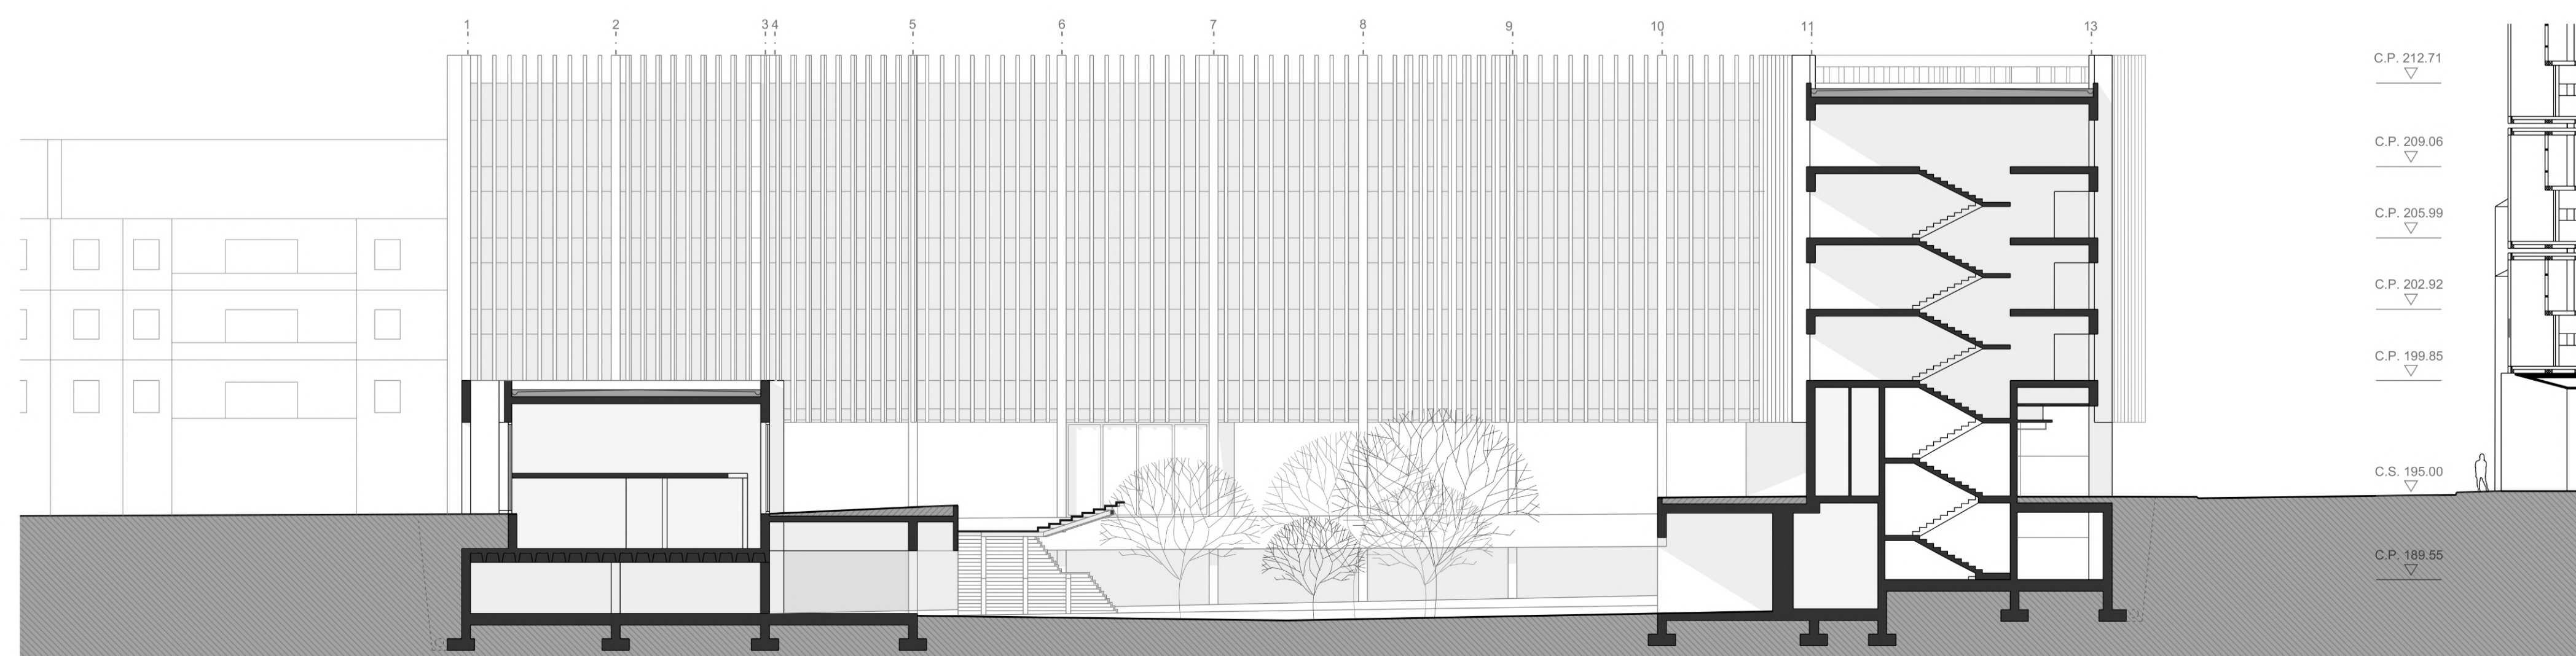 1 2 3 4 5 6 7 8 9 10 11 13
C.P. 212.71
C.P. 209.06
C.P. 205.99
C.P. 202.92
C.P. 199.85
C.S. 195.00
C.P. 189.55